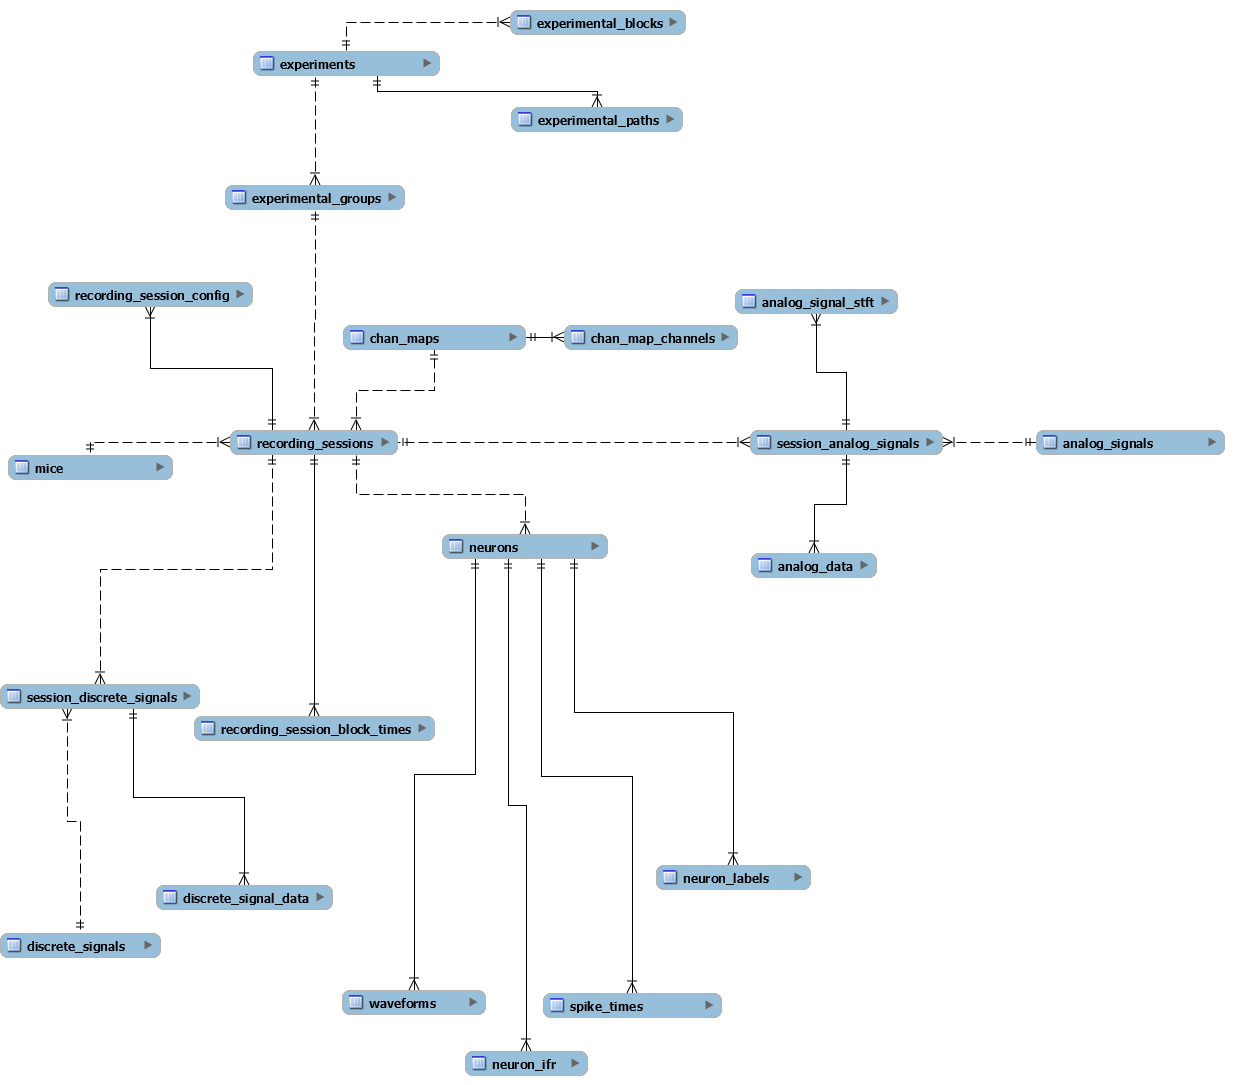 experimental_blocks
experiments
experimental_paths
experimental_groups
recording_session_config
analog_signal_stft
chan_maps
chan_map_channels
recording_sessions
session_analog_signals
analog_signals
mice
neurons
analog_data
session_discrete_signals
recording_session_block_times
neuron_labels
discrete_signal_data
discrete_signals
waveforms
spike_times
neuron_ifr